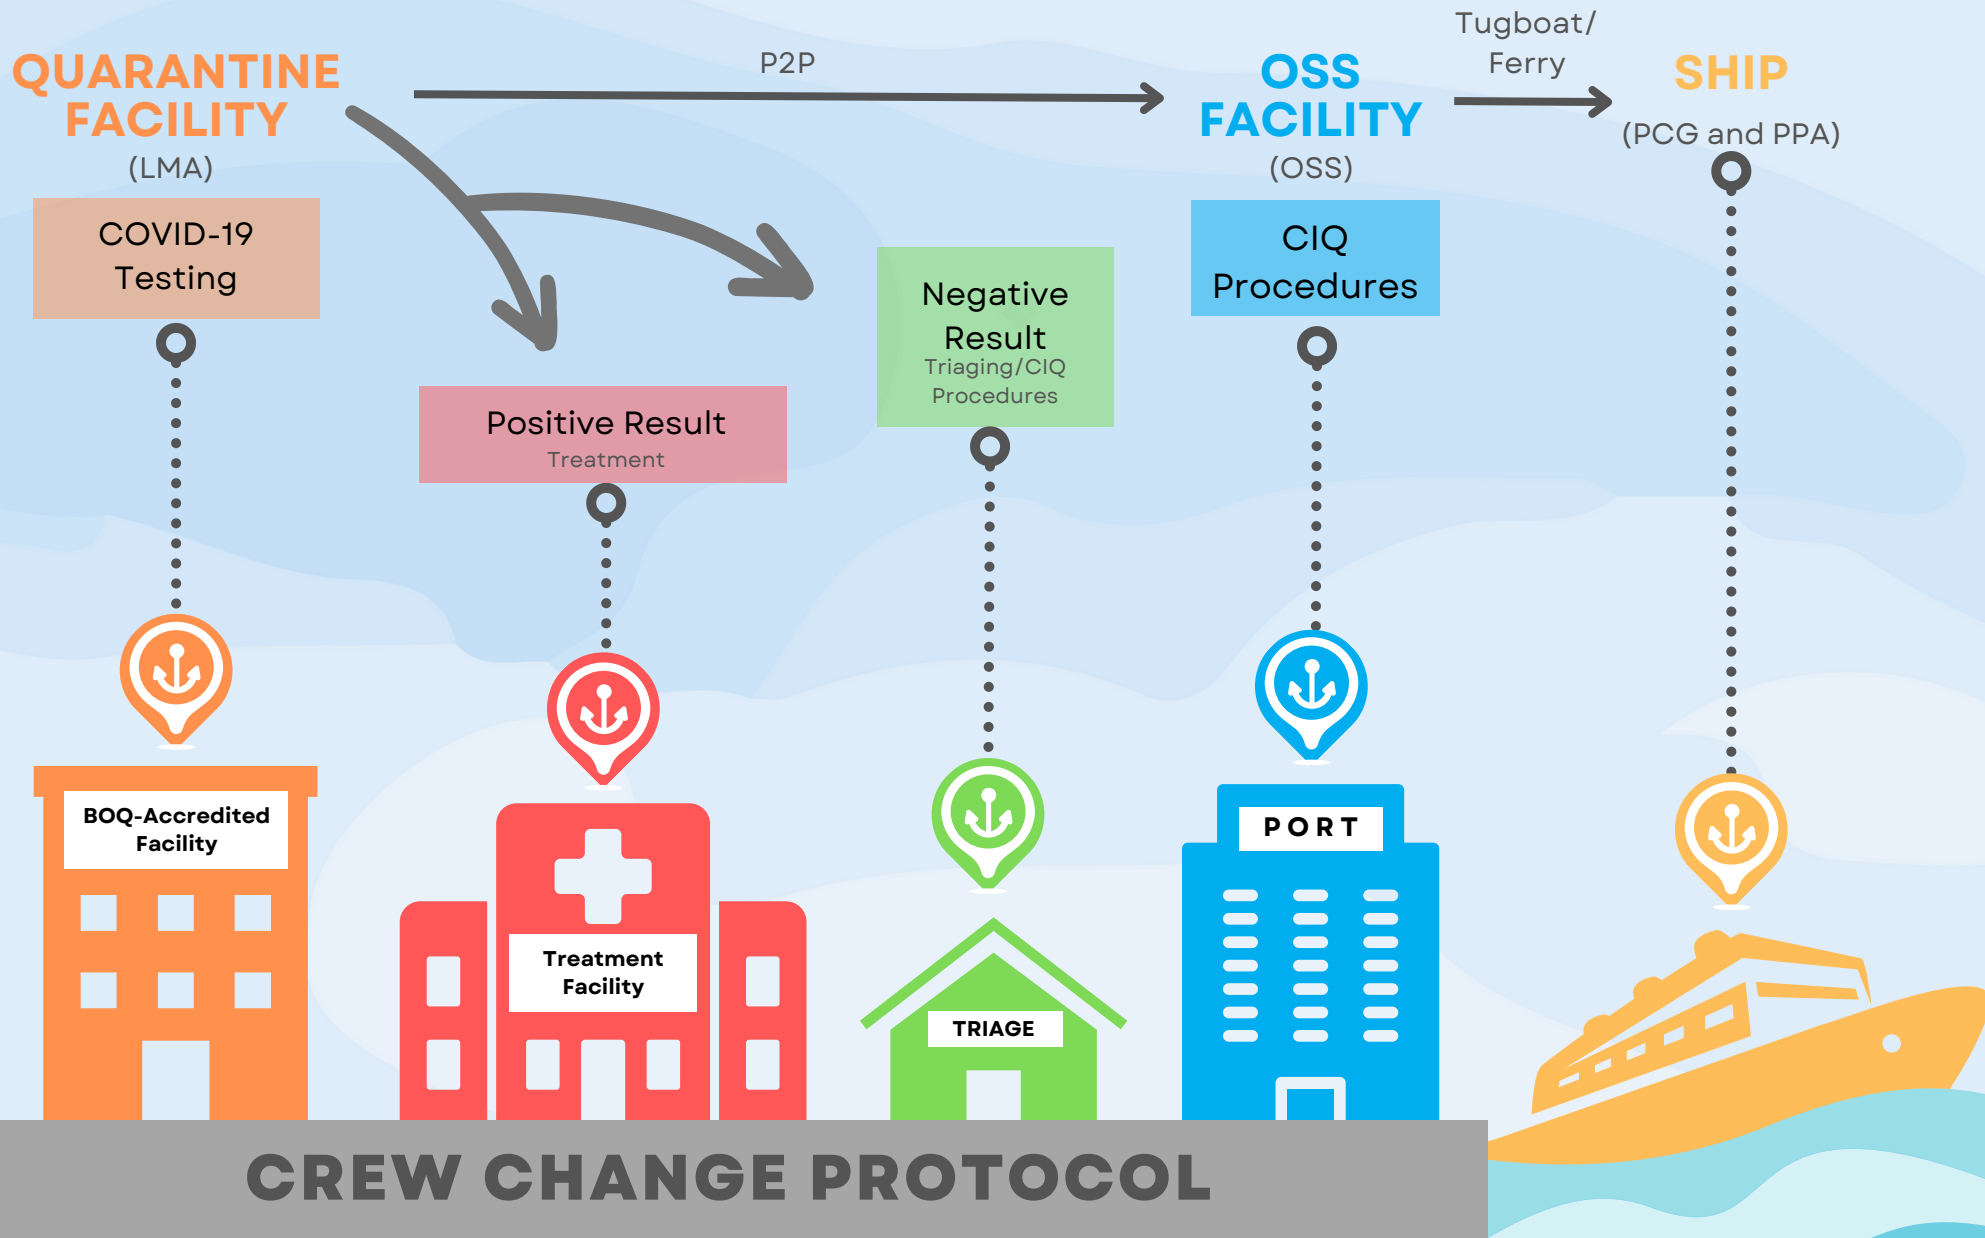 QUARANTINE
FACILITY
(LMA)
COVID-19
Testing
P2P
OSS
FACILITY
(OSS)
CIQ
Procedures
Tugboat/
Ferry
SHIP
(PCG and PPA)
Negative
Result
Triaging/CIQ
Procedures
Positive Result
Treatment
BOQ-Accredited
Facility
Treatment
Facility
TRIAGE
PORT
CREW CHANGE PROTOCOL